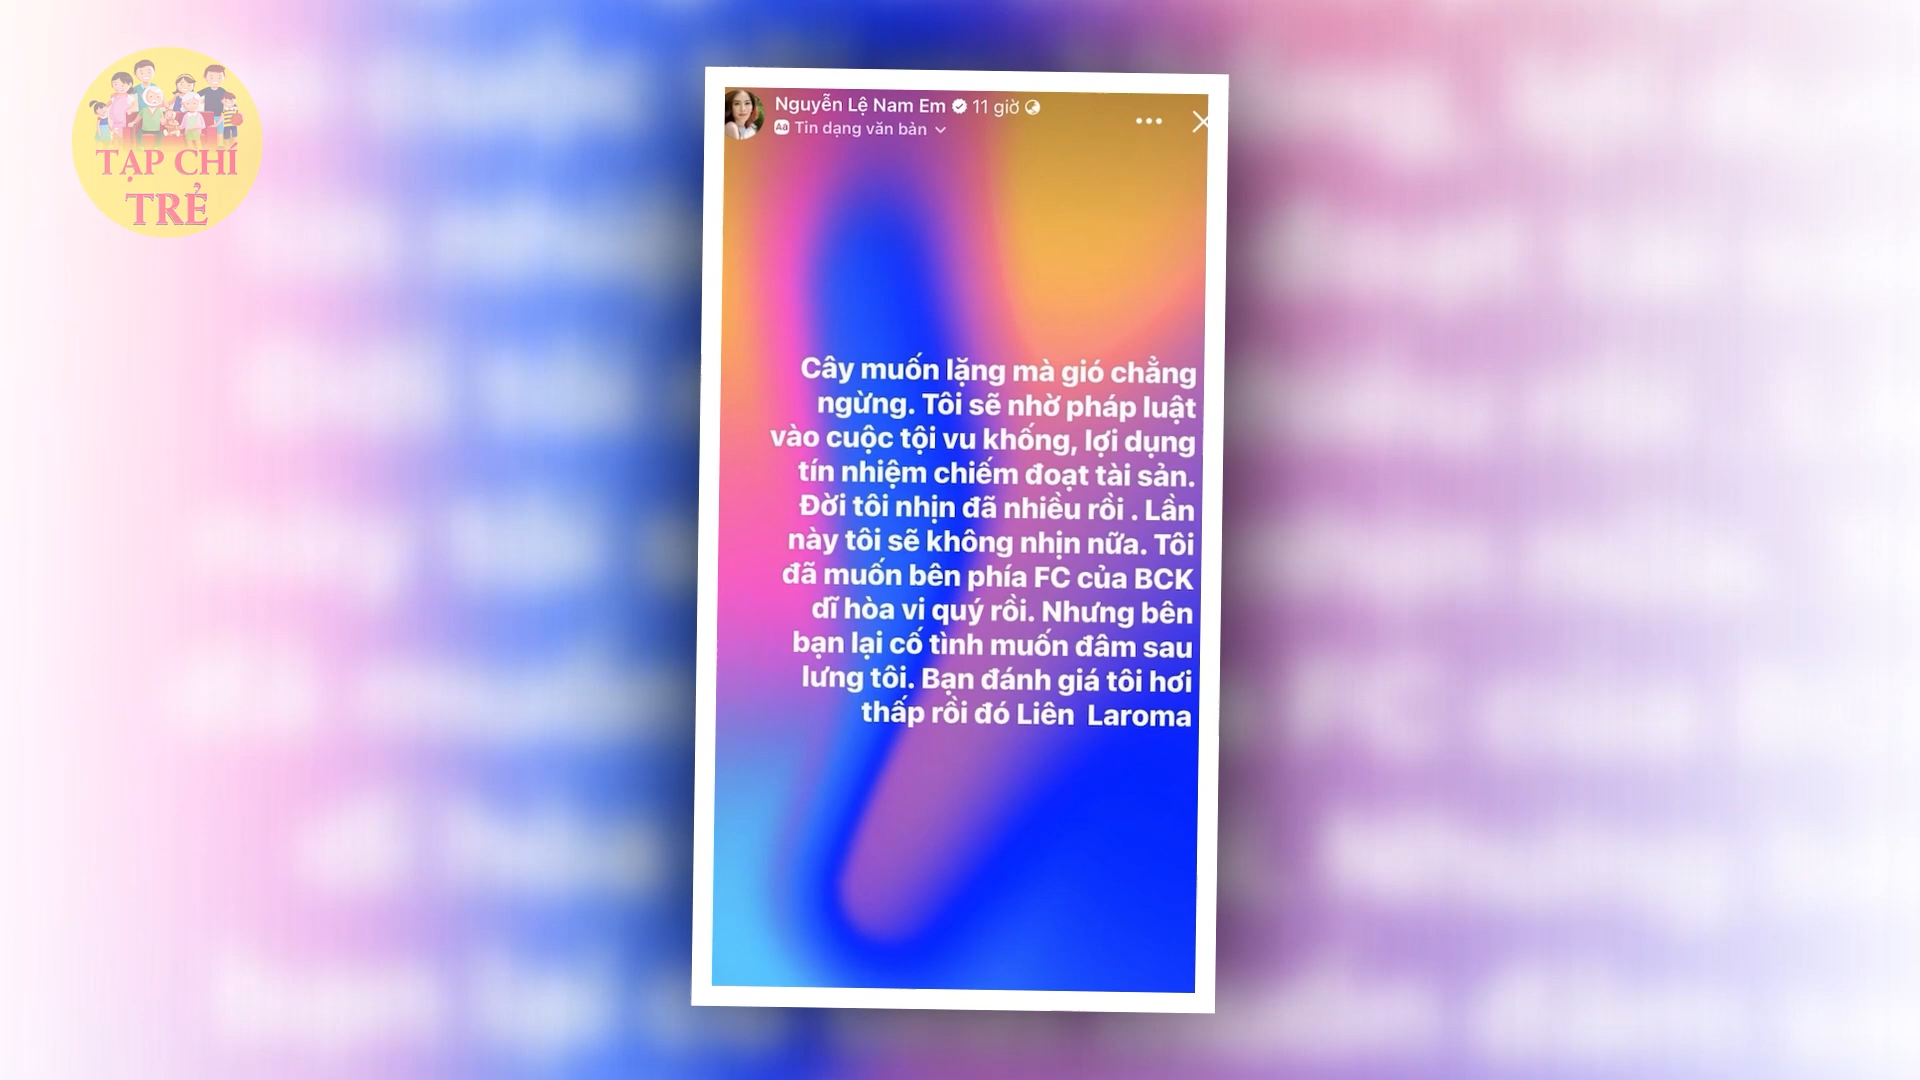 TẠP CHÍ
TRẺ
Nguyễn Lệ Nam Em 11 giờ
Aa Tin dạng văn bản
Cây muốn lặng mà gió chẳng
ngừng. Tôi sẽ nhờ pháp luật
vào cuộc tội vu khống, lợi dụng
tín nhiệm chiếm đoạt tài sản.
Đời tôi nhịn đã nhiều rồi . Lần
này tôi sẽ không nhịn nữa. Tôi
đã muốn bên phía FC của BCK
dĩ hòa vi quý rồi. Nhưng bên
bạn lại cố tình muốn đâm sau
lưng tôi. Bạn đánh giá tôi hơi
thấp rồi đó Liên Laroma